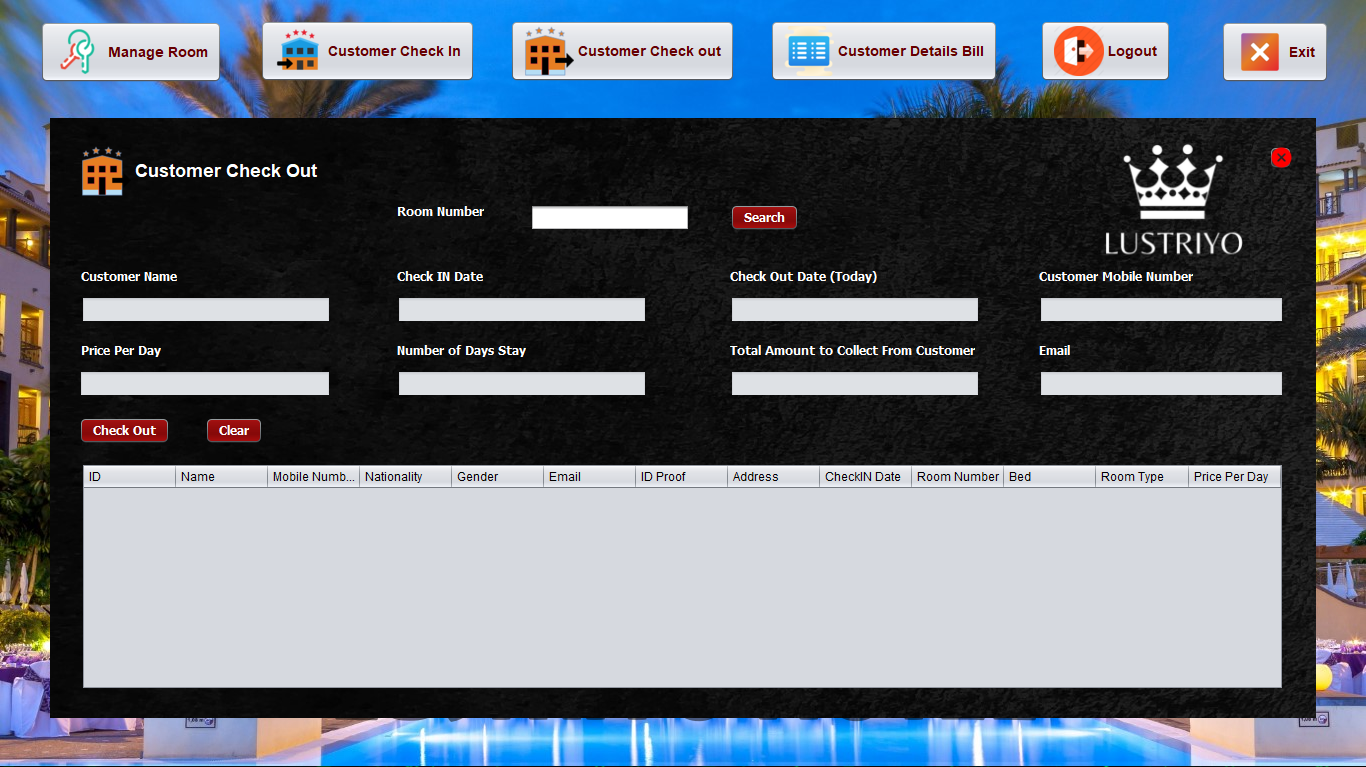 Manage Room
Customer Check In
Customer Check out
Customer Details Bill
Logout
Exit
Customer Check Out
LUSTRIYO
Room Number
Search
Customer Name
Check IN Date
Check Out Date (Today)
Customer Mobile Number
Price Per Day
Number of Days Stay
Total Amount to Collect From Customer
Email
Check Out
Clear
ID Name Mobile Numb... Nationality Gender Email ID Proof Address CheckIN Date Room Number Bed Room Type Price Per Day